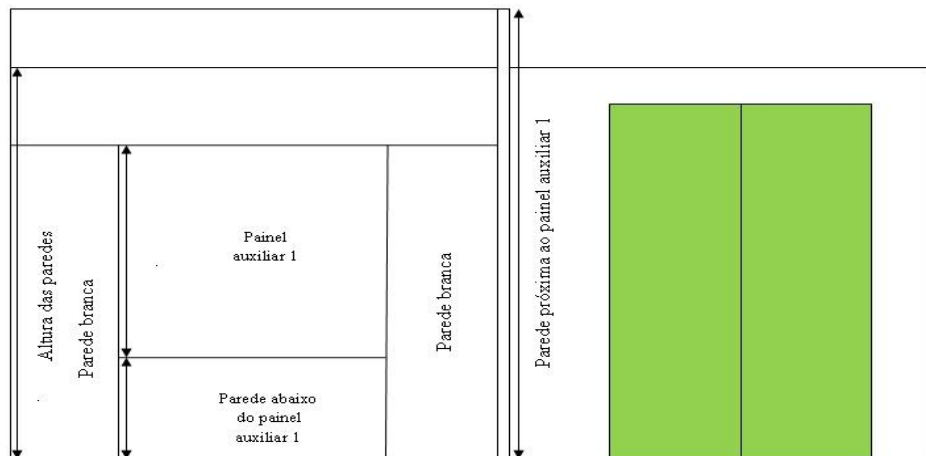 Altura das paredes
Parede branca
Painel
auxiliar 1
Parede abaixo
do painel
auxiliar 1
Parede branca
Parede próxima ao painel auxiliar 1